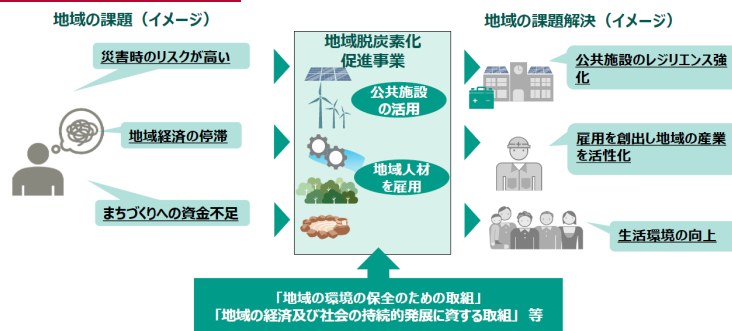 地域の課題（イメージ）
災害時のリスクが高い
地域経済の停滞
まちづくりへの資金不足
地域脱炭素化
促進事業
公共施設
の活用
地域人材
を雇用
地域の課題解決（イメージ）
公共施設のレジリエンス強
化
雇用を創出し地域の産業
を活性化
生活環境の向上
「地域の環境の保全のための取組」
「地域の経済及び社会の持続的発展に資する取組」 等